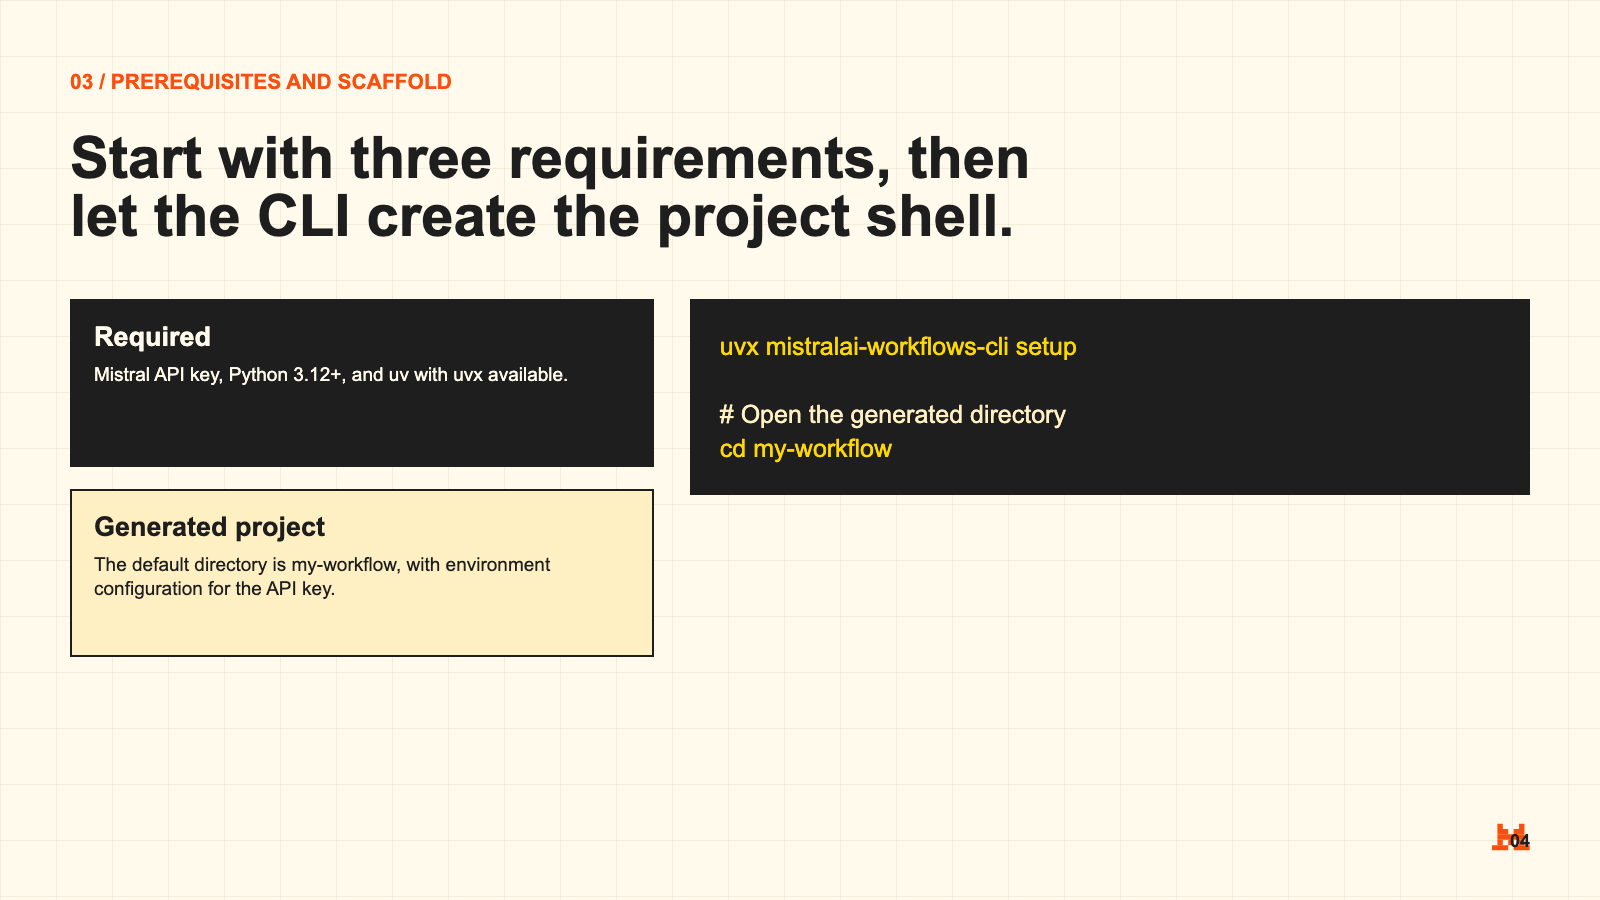 03 / PREREQUISITES AND SCAFFOLD
Start with three requirements, then
let the CLI create the project shell.
Required
Mistral API key, Python 3.12+, and uv with uvx available.
Generated project
The default directory is my-workflow, with environment
configuration for the API key.
uvx mistralai-workflows-cli setup
# Open the generated directory
cd my-workflow
04